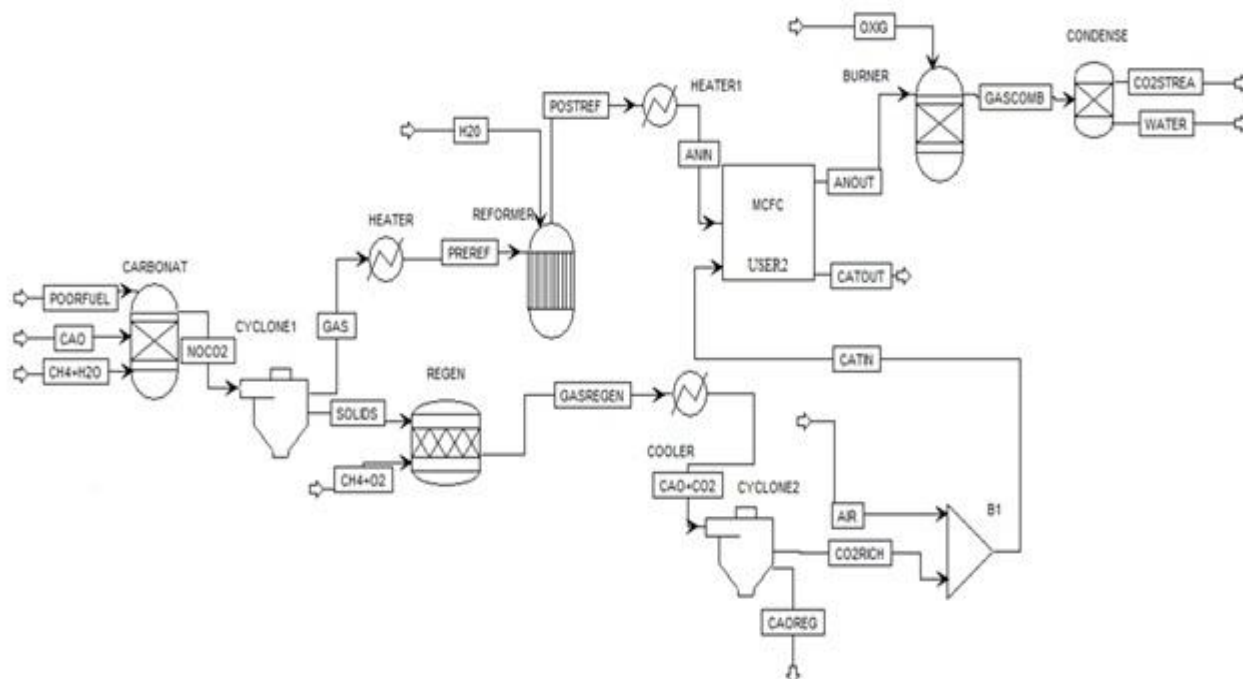 OXIG
CONDENSE
BURNER
CO2STREA
GASCOMB
WATER
HEATER1
POSTREF
H20
ANIN
ANOUT
MCFC
USER2
CATOUT
HEATER
REFORMER
PREREF
CARBONAT
POORFUEL
CAO
CH4+H2O
NOCO2
CYCLONE1
GAS
CATIN
REGEN
SOLIDS
GASREGEN
CH4+O2
COOLER
CAO+CO2
CYCLONE2
AIR
B1
CO2RICH
CAOREG